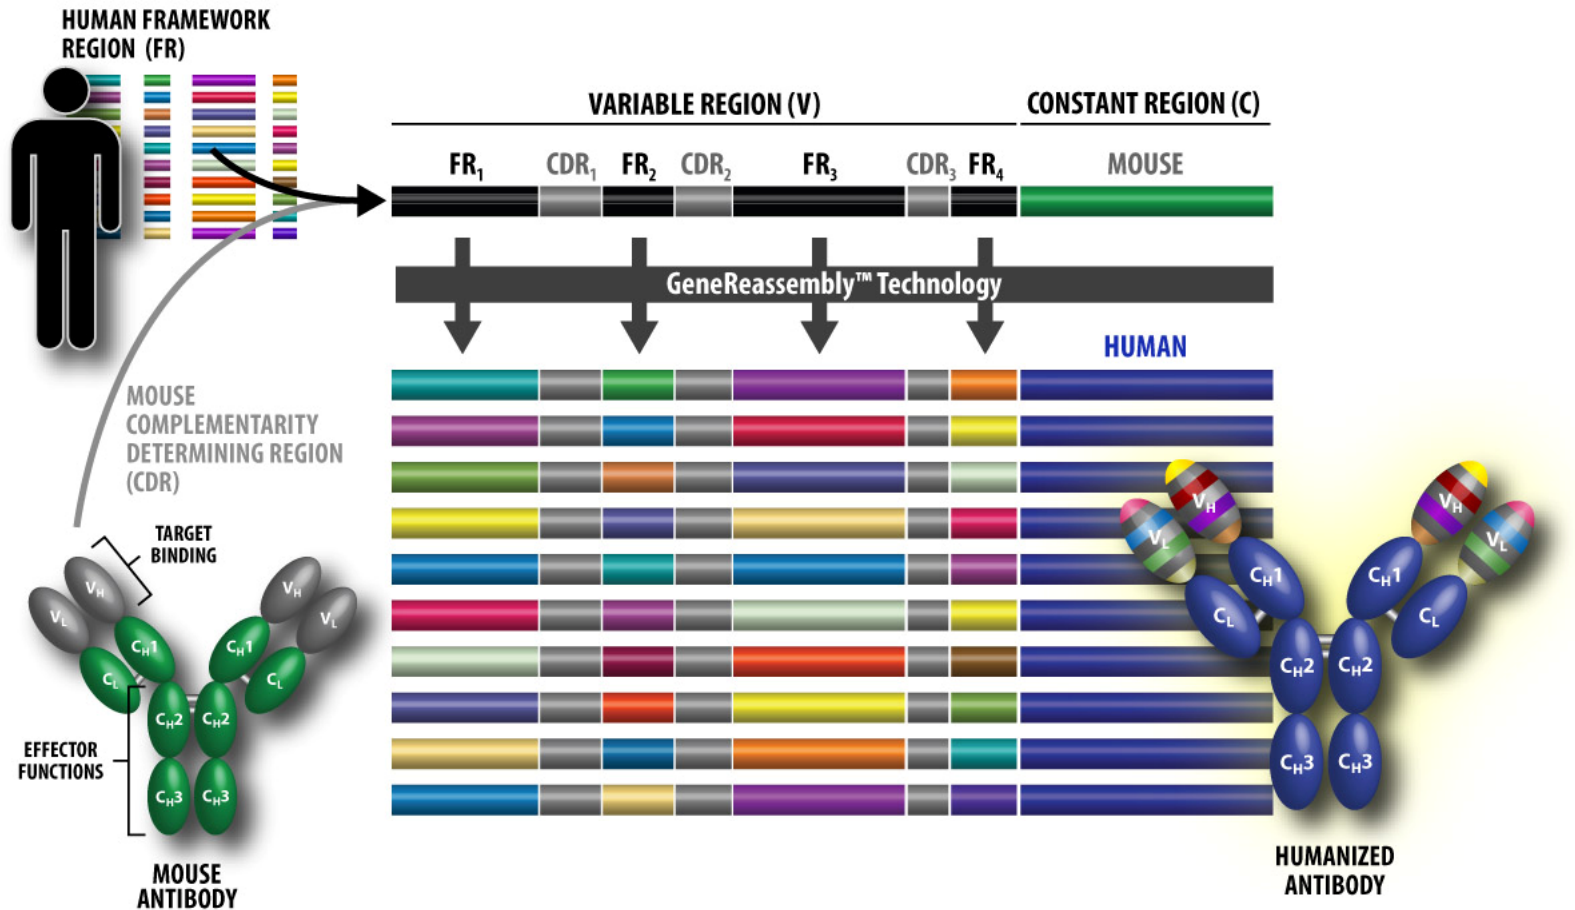 HUMAN FRAMEWORK
REGION (FR)
VARIABLE REGION (V)
CONSTANT REGION (C)
FR1 CDR1 FR2 CDR2 FR3 CDR3 FR4 MOUSE
GeneReassembly™ Technology
HUMAN
MOUSE
COMPLEMENTARITY
DETERMINING REGION
(CDR)
TARGET
BINDING
VH
VL
CH1
CL
CH2
CH3
VH
VL
CH1
CL
CH2
CH3
EFFECTOR
FUNCTIONS
MOUSE
ANTIBODY
VH
VL
CH1
CL
CH2
CH3
VH
VL
CH1
CL
CH2
CH3
HUMANIZED
ANTIBODY